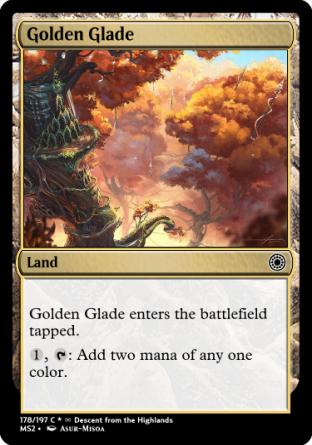 Golden Glade
Land
Golden Glade enters the battlefield
tapped.
1, : Add two mana of any one
color.
178/197 C * ∞ Descent from the Highlands
MS2 • Asur-Misoa